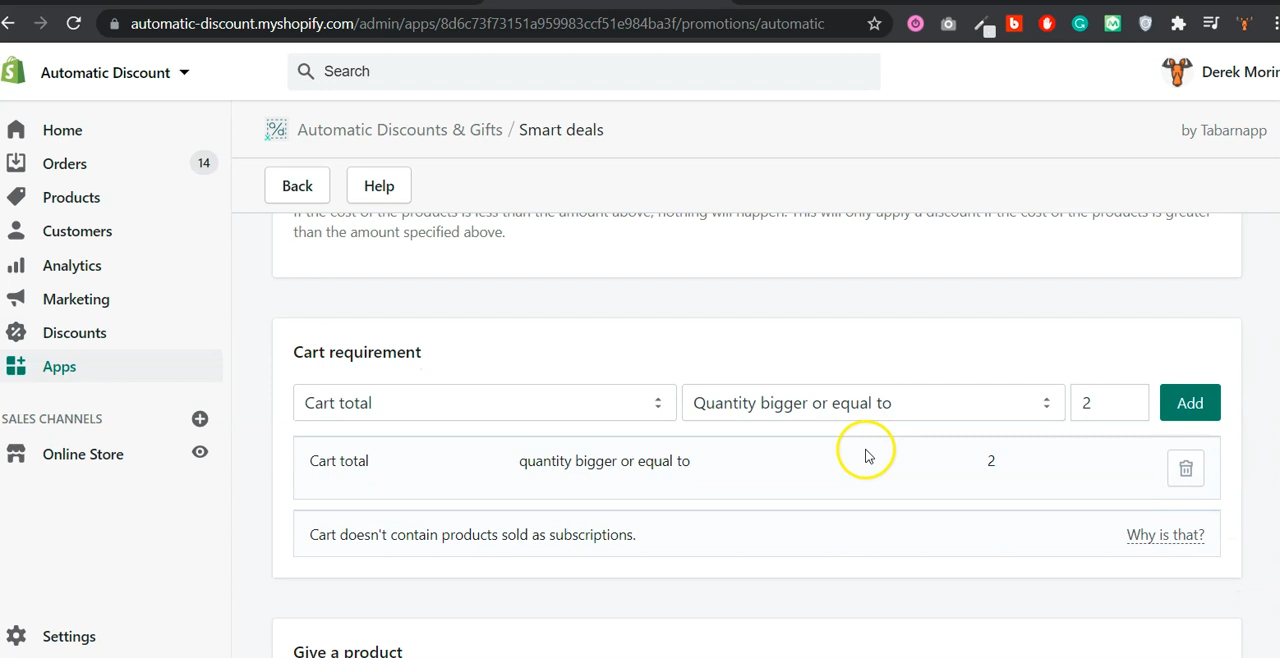 automatic-discount.myshopify.com/admin/apps/8d6c73f73151a959983ccf51e984ba3f/promotions/automatic
Automatic Discount
Search
Derek Morin
Home
Orders 14
Products
Customers
Analytics
Marketing
Discounts
Apps
SALES CHANNELS
Online Store
Settings
Automatic Discounts & Gifts / Smart deals
by Tabarnapp
Back Help
If the cost of the products is less than the amount above, nothing will happen. This will only apply a discount if the cost of the products is greater
than the amount specified above.
Cart requirement
Cart total Quantity bigger or equal to 2 Add
Cart total quantity bigger or equal to 2
Cart doesn't contain products sold as subscriptions. Why is that?
Give a product